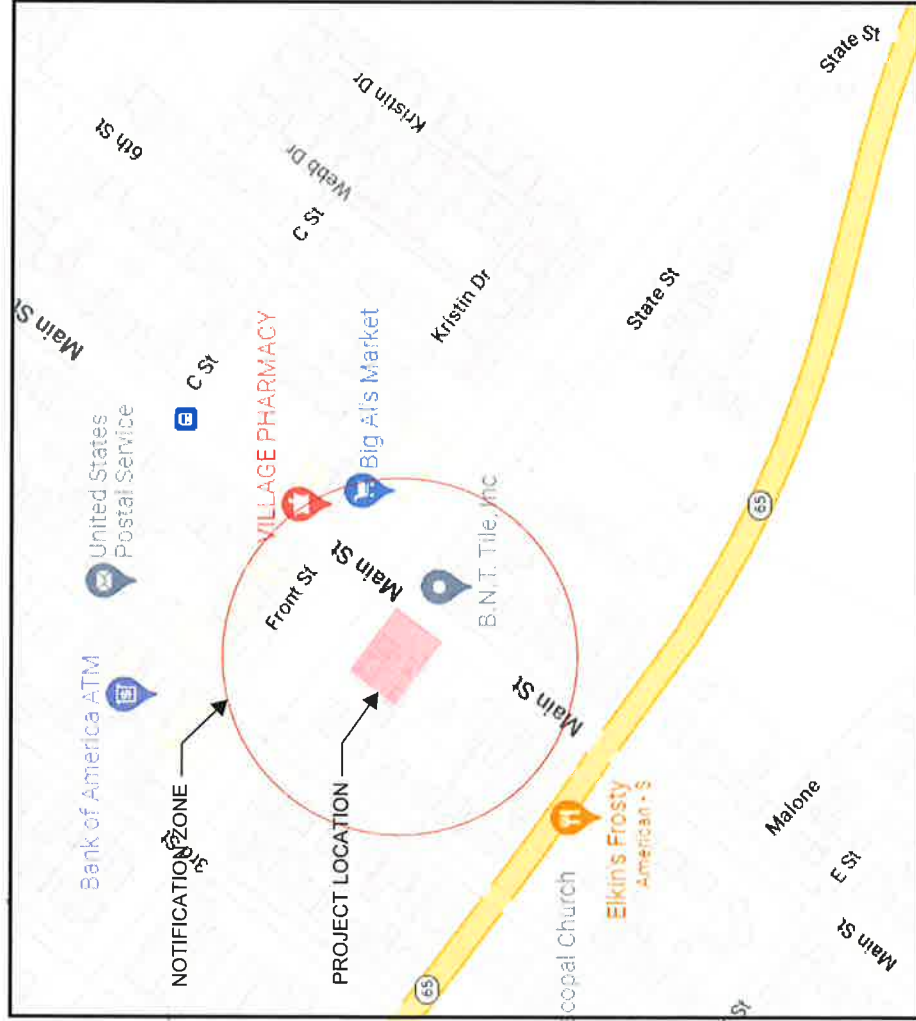 Main St
6th St
Kristin Dr
Webb Dr
C St
State St
Kristin Dr
State St
C St
United States
Postal Service
Bank of America ATM
VILLAGE PHARMACY
Big Al's Market
Front St
Main St
B.N.T. Tile, Inc
Main St
NOTIFICATION ZONE
3rd St
PROJECT LOCATION
65
65
Elkin's Frosty
American • S
copal Church
Malone
E St
Main St
St